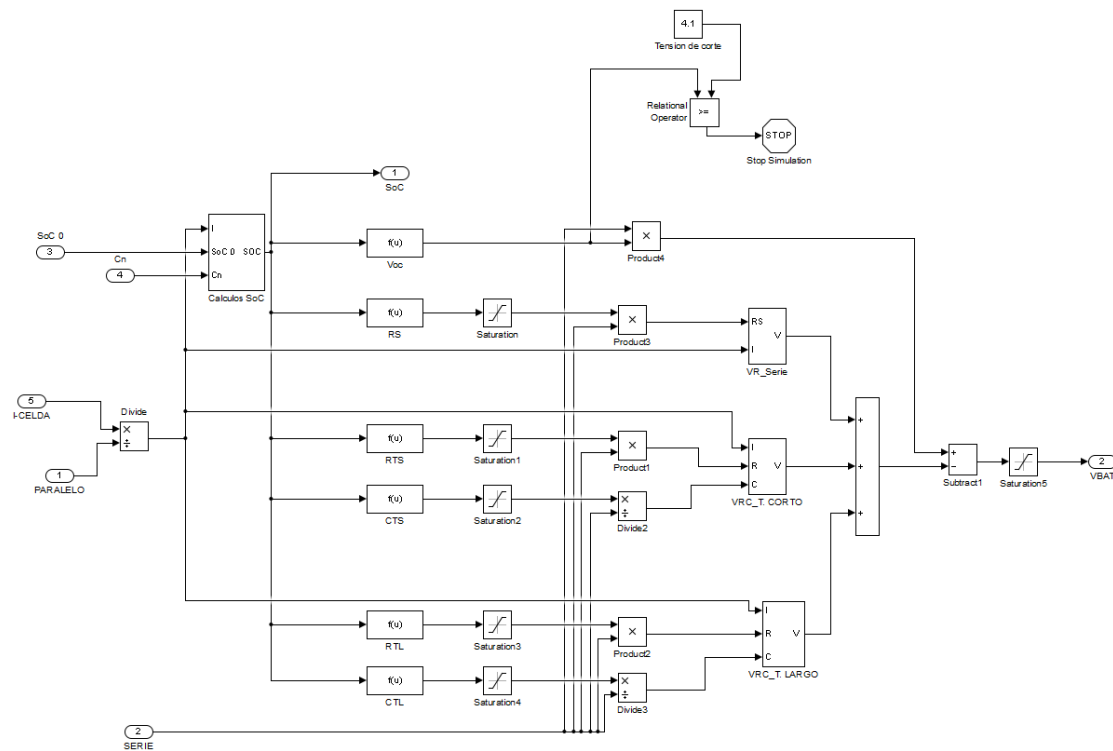 4.1
Tension de corte
Relational
Operator
>=
STOP
Stop Simulation
1
SoC
SoC 0
3
Cn
4
I
SoC 0 SOC
Cn
Calculos SoC
f(u)
Voc
×
Product4
f(u)
RS
Saturation
×
Product3
RS
V
I
VR_Serie
5
I-CELDA
Divide
×
÷
1
PARALELO
f(u)
RTS
Saturation1
×
Product1
I
R V
C
VRC_T. CORTO
f(u)
CTS
Saturation2
×
÷
Divide2
+
+
+
+
−
Subtract1
Saturation5
2
VBAT
f(u)
RTL
Saturation3
×
Product2
I
R V
C
VRC_T. LARGO
f(u)
CTL
Saturation4
×
÷
Divide3
2
SERIE